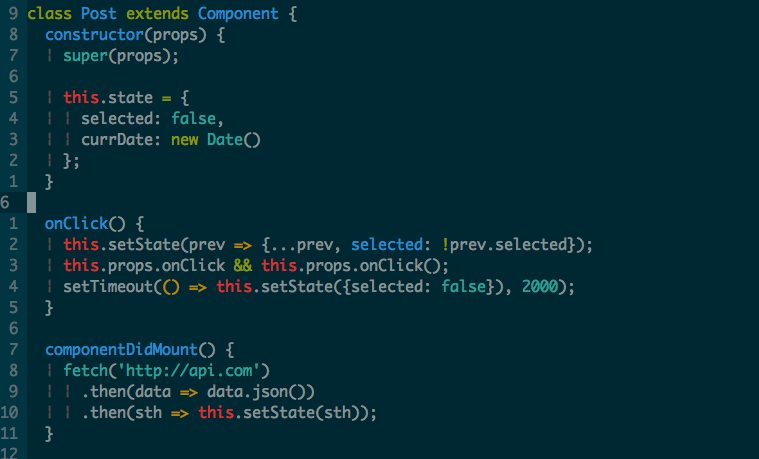 9 class Post extends Component {
8 constructor(props) {
7 super(props);
6
5 this.state = {
4 selected: false,
3 currDate: new Date()
2 };
1 }
6
1 onClick() {
2 this.setState(prev => {...prev, selected: !prev.selected});
3 this.props.onClick && this.props.onClick();
4 setTimeout(() => this.setState({selected: false}), 2000);
5 }
6
7 componentDidMount() {
8 fetch('http://api.com')
9 .then(data => data.json())
10 .then(sth => this.setState(sth));
11 }
12